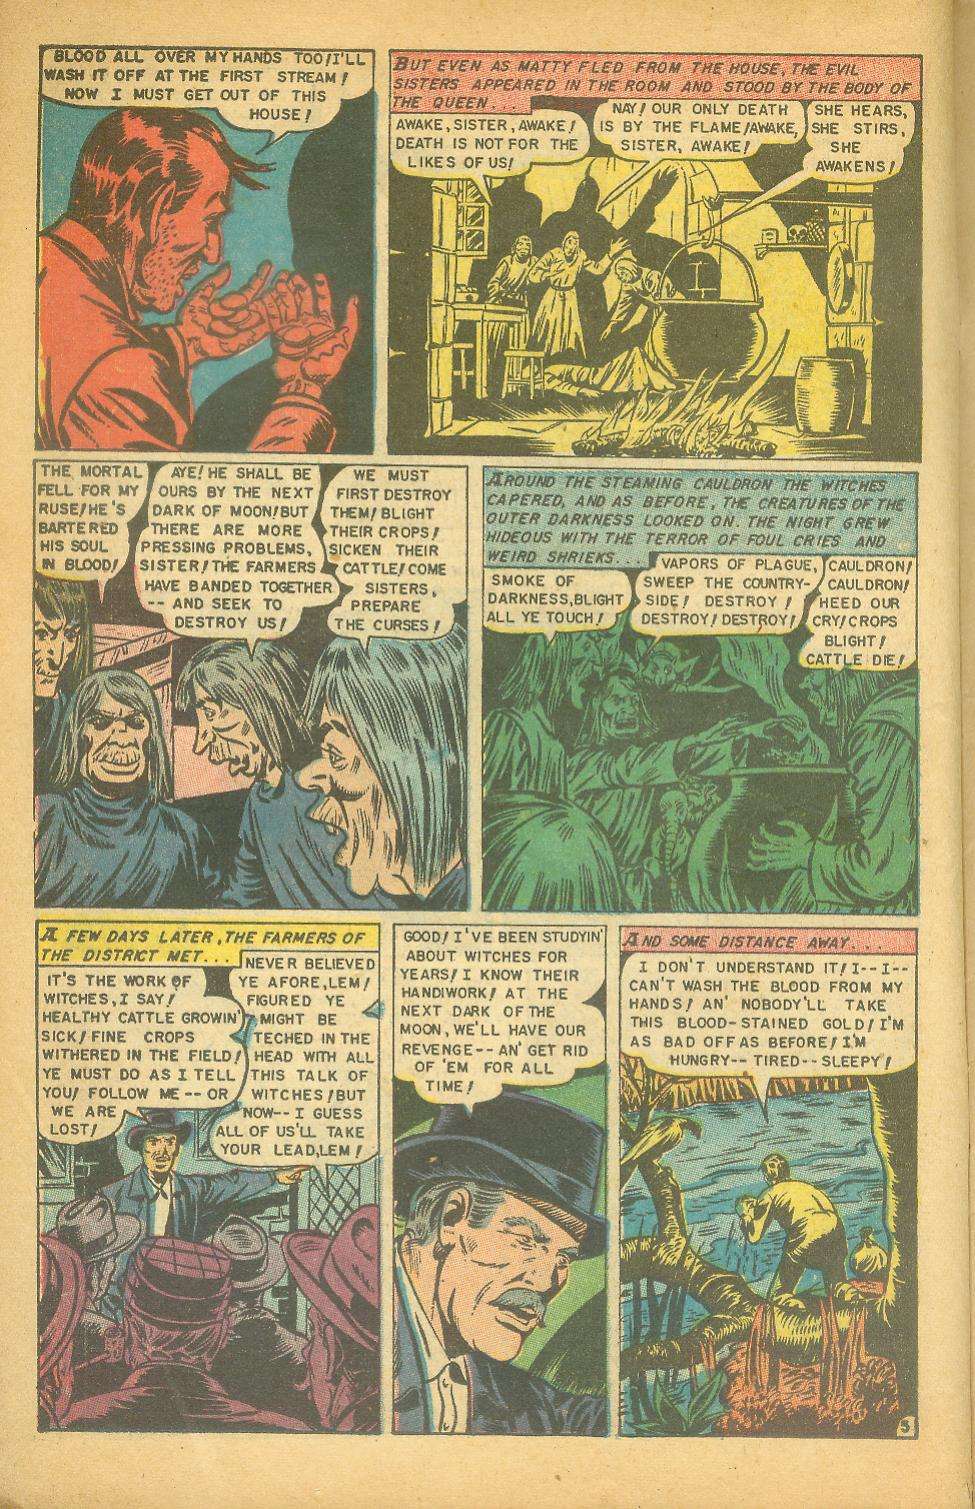 BLOOD ALL OVER MY HANDS TOO! I'LL
WASH IT OFF AT THE FIRST STREAM!
NOW I MUST GET OUT OF THIS
HOUSE!
BUT EVEN AS MATTY FLED FROM THE HOUSE, THE EVIL
SISTERS APPEARED IN THE ROOM AND STOOD BY THE BODY OF
THE QUEEN...
AWAKE, SISTER, AWAKE!
DEATH IS NOT FOR THE
LIKES OF US!
NAY! OUR ONLY DEATH
IS BY THE FLAME! AWAKE,
SISTER, AWAKE!
SHE HEARS,
SHE STIRS,
SHE
AWAKENS!
THE MORTAL
FELL FOR MY
RUSE! HE'S
BARTERED
HIS SOUL
IN BLOOD!
AYE! HE SHALL BE
OURS BY THE NEXT
DARK OF MOON! BUT
THERE ARE MORE
PRESSING PROBLEMS,
SISTER! THE FARMERS
HAVE BANDED TOGETHER
-- AND SEEK TO
DESTROY US!
WE MUST
FIRST DESTROY
THEM! BLIGHT
THEIR CROPS!
SICKEN THEIR
CATTLE! COME
SISTERS,
PREPARE
THE CURSES!
AROUND THE STEAMING CAULDRON THE WITCHES
CAPERED, AND AS BEFORE, THE CREATURES OF THE
OUTER DARKNESS LOOKED ON. THE NIGHT GREW
HIDEOUS WITH THE TERROR OF FOUL CRIES AND
WEIRD SHRIEKS....
SMOKE OF
DARKNESS, BLIGHT
ALL YE TOUCH!
VAPORS OF PLAGUE,
SWEEP THE COUNTRY-
SIDE! DESTROY!
DESTROY! DESTROY!
CAULDRON!
CAULDRON!
HEED OUR
CRY! CROPS
BLIGHT!
CATTLE DIE!
A FEW DAYS LATER, THE FARMERS OF
THE DISTRICT MET...
IT'S THE WORK OF
WITCHES, I SAY!
HEALTHY CATTLE GROWIN'
SICK! FINE CROPS
WITHERED IN THE FIELD!
YE MUST DO AS I TELL
YOU! FOLLOW ME -- OR
WE ARE
LOST!
NEVER BELIEVED
YE AFORE, LEM!
FIGURED YE
MIGHT BE
TECHED IN THE
HEAD WITH ALL
THIS TALK OF
WITCHES! BUT
NOW-- I GUESS
ALL OF US'LL TAKE
YOUR LEAD, LEM!
GOOD! I'VE BEEN STUDYIN'
ABOUT WITCHES FOR
YEARS! I KNOW THEIR
HANDIWORK! AT THE
NEXT DARK OF THE
MOON, WE'LL HAVE OUR
REVENGE-- AN' GET RID
OF 'EM FOR ALL
TIME!
AND SOME DISTANCE AWAY....
I DON'T UNDERSTAND IT! I--I--
CAN'T WASH THE BLOOD FROM MY
HANDS! AN' NOBODY'LL TAKE
THIS BLOOD-STAINED GOLD! I'M
AS BAD OFF AS BEFORE! I'M
HUNGRY-- TIRED-- SLEEPY!
3